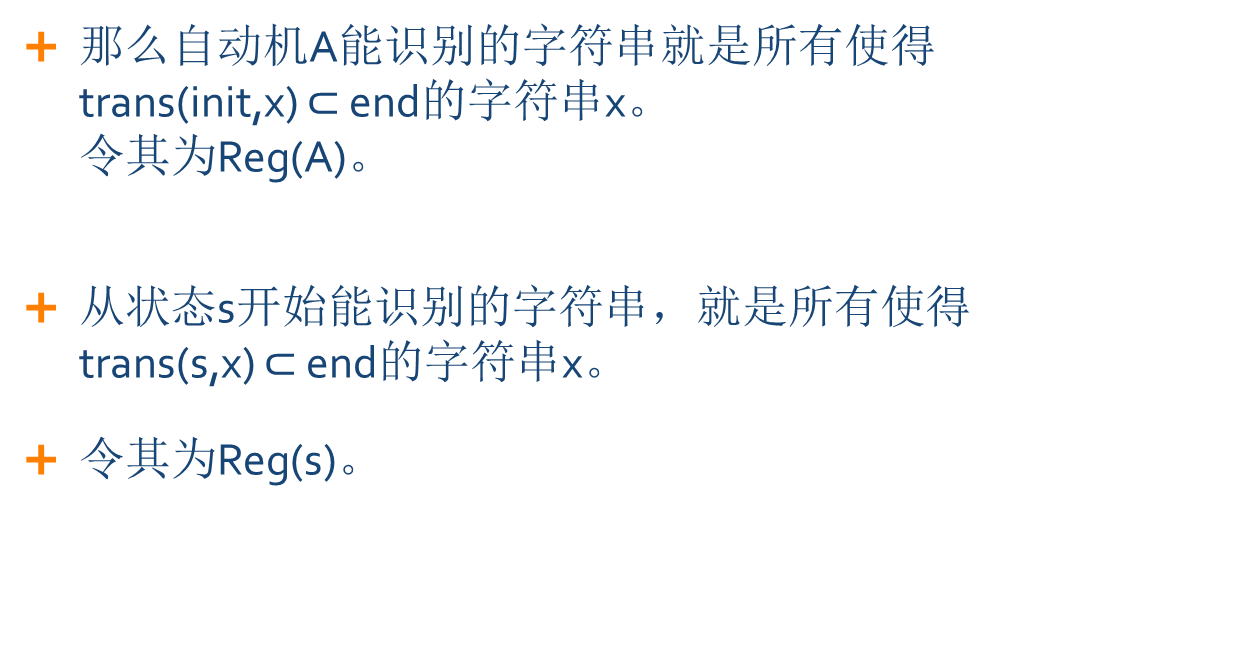 那么自动机A能识别的字符串就是所有使得
trans(init,x) ⊂ end的字符串x。
令其为Reg(A)。
从状态s开始能识别的字符串，就是所有使得
trans(s,x) ⊂ end的字符串x。
令其为Reg(s)。